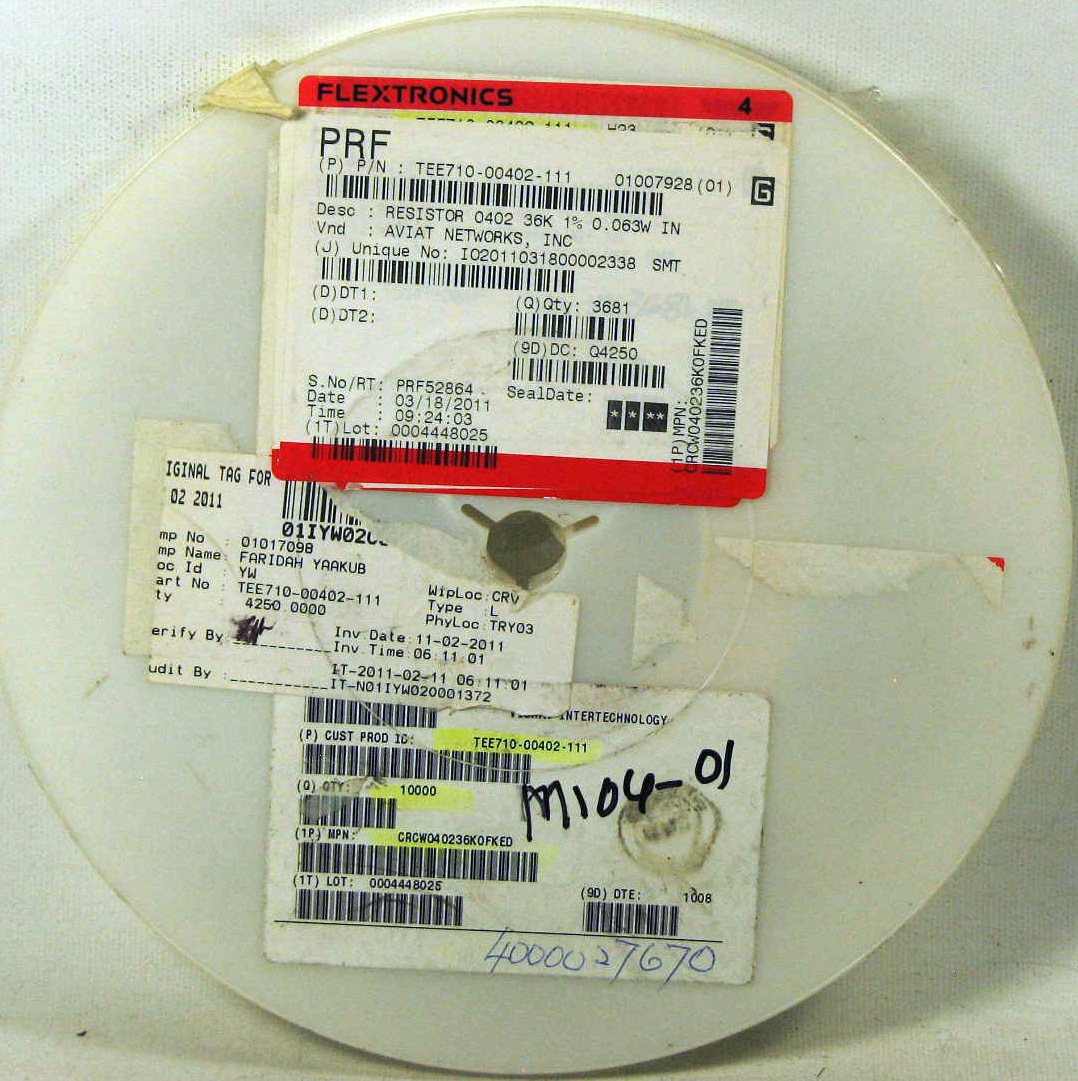 FLEXTRONICS 4
PRF
(P) P/N : TEE710-00402-111 01007928(01) G
Desc : RESISTOR 0402 36K 1% 0.063W IN
Vnd : AVIAT NETWORKS, INC
(J) Unique No: IO2011031800002338 SMT
(D)DT1:
(Q)Qty: 3681
(D)DT2:
(9D)DC: Q4250
S.No/RT: PRF52864 SealDate:
Date : 03/18/2011
Time : 09:24:03
* * **
(1T)Lot: 0004448025
(1P)MPN:
CRCW040236K0FKED
IGINAL TAG FOR
02 2011
01IYW02
mp No : 01017098
mp Name: FARIDAH YAAKUB
oc Id : YW WipLoc:CRV
art No : TEE710-00402-111 Type :L
ty 4250.0000 PhyLoc:TRY03
erify By:___________ Inv.Date:11-02-2011
Inv.Time:06:11:01
udit By :___________ IT-2011-02-11 06:11:01
IT-N01IYW020001372
INTERTECHNOLOGY
(P) CUST PROD ID: TEE710-00402-111
(Q) QTY: 10000
M104-01
(1P) MPN: CRCW040236K0FKED
(1T) LOT: 0004448025
(9D) DTE: 1008
4000027670